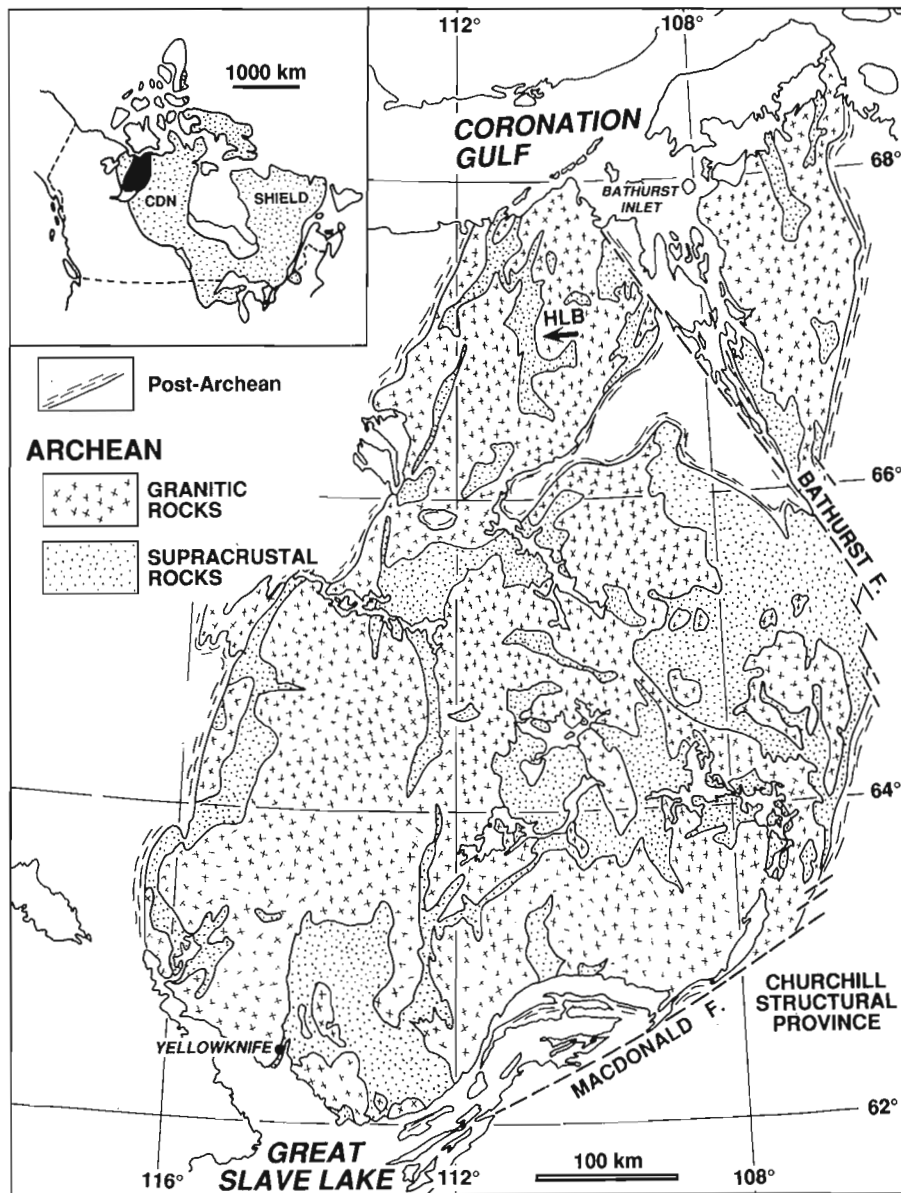 112°
108°
1000 km
CDN
SHIELD
CORONATION
GULF
BATHURST
INLET
68°
HLB
Post-Archean
ARCHEAN
GRANITIC
ROCKS
SUPRACRUSTAL
ROCKS
66°
BATHURST F.
64°
CHURCHILL
STRUCTURAL
PROVINCE
MACDONALD F.
YELLOWKNIFE
62°
GREAT
SLAVE LAKE
100 km
116°
112°
108°